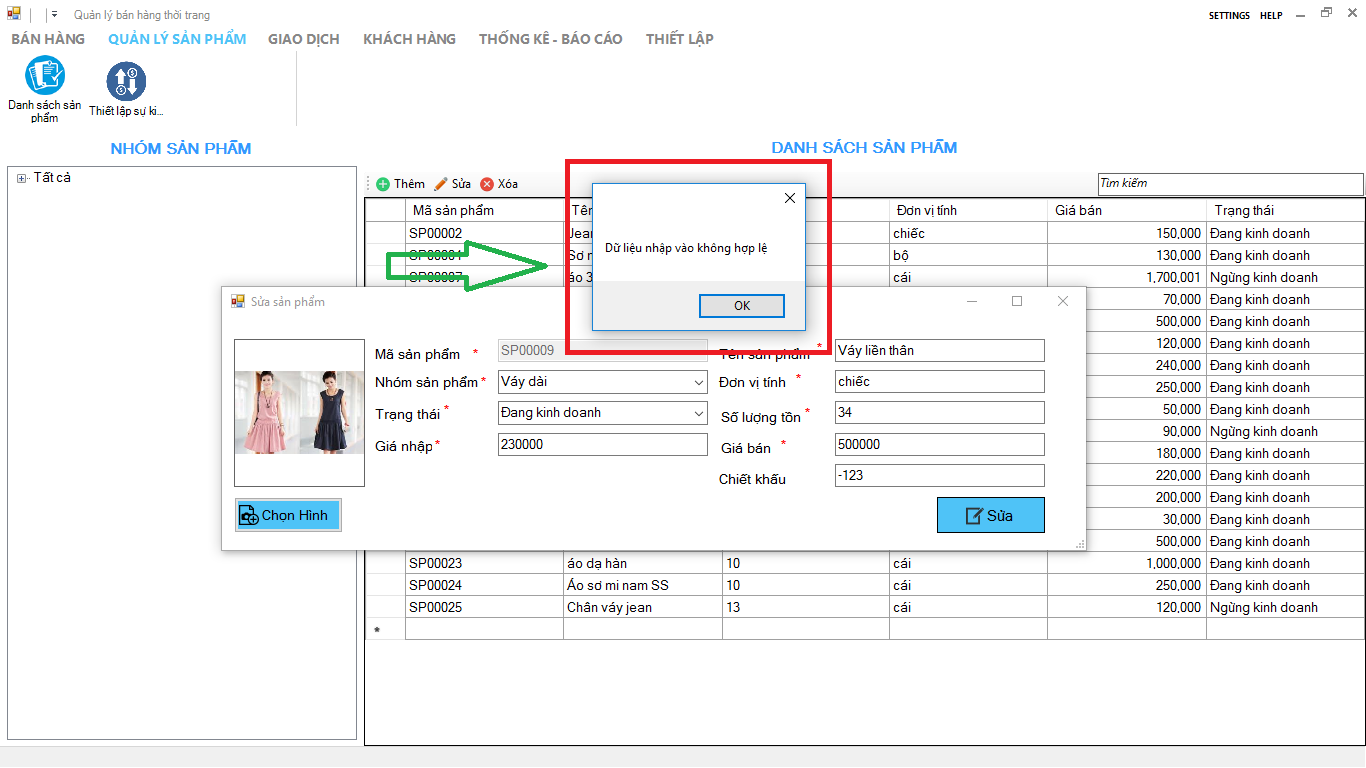 Quản lý bán hàng thời trang
SETTINGS HELP
BÁN HÀNG QUẢN LÝ SẢN PHẨM GIAO DỊCH KHÁCH HÀNG THỐNG KÊ - BÁO CÁO THIẾT LẬP
Danh sách sản phẩm
Thiết lập sự ki...
NHÓM SẢN PHẨM
Tất cả
DANH SÁCH SẢN PHẨM
Thêm Sửa Xóa
Tìm kiếm
Mã sản phẩm Tên Đơn vị tính Giá bán Trạng thái
SP00002 Jean chiếc 150,000 Đang kinh doanh
Sơ m bộ 130,000 Đang kinh doanh
SP00007 áo 3 cái 1,700,001 Ngừng kinh doanh
70,000 Đang kinh doanh
500,000 Đang kinh doanh
120,000 Đang kinh doanh
240,000 Đang kinh doanh
250,000 Đang kinh doanh
50,000 Đang kinh doanh
90,000 Ngừng kinh doanh
180,000 Đang kinh doanh
220,000 Đang kinh doanh
200,000 Đang kinh doanh
30,000 Đang kinh doanh
500,000 Đang kinh doanh
SP00023 áo dạ hàn 10 cái 1,000,000 Đang kinh doanh
SP00024 Áo sơ mi nam SS 10 cái 250,000 Đang kinh doanh
SP00025 Chân váy jean 13 cái 120,000 Ngừng kinh doanh
*
Dữ liệu nhập vào không hợp lệ
OK
Sửa sản phẩm
Mã sản phẩm * SP00009
Tên sản phẩm * Váy liền thân
Nhóm sản phẩm * Váy dài
Đơn vị tính * chiếc
Trạng thái * Đang kinh doanh
Số lượng tồn * 34
Giá nhập * 230000
Giá bán * 500000
Chiết khấu -123
Chọn Hình
Sửa